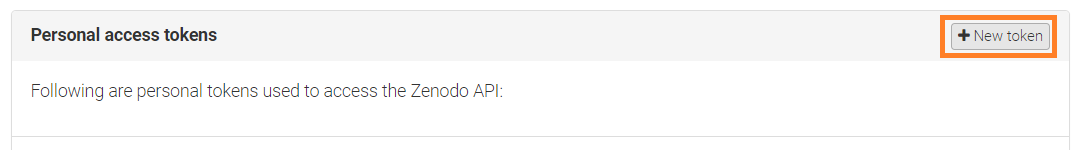 Personal access tokens
+ New token
Following are personal tokens used to access the Zenodo API: